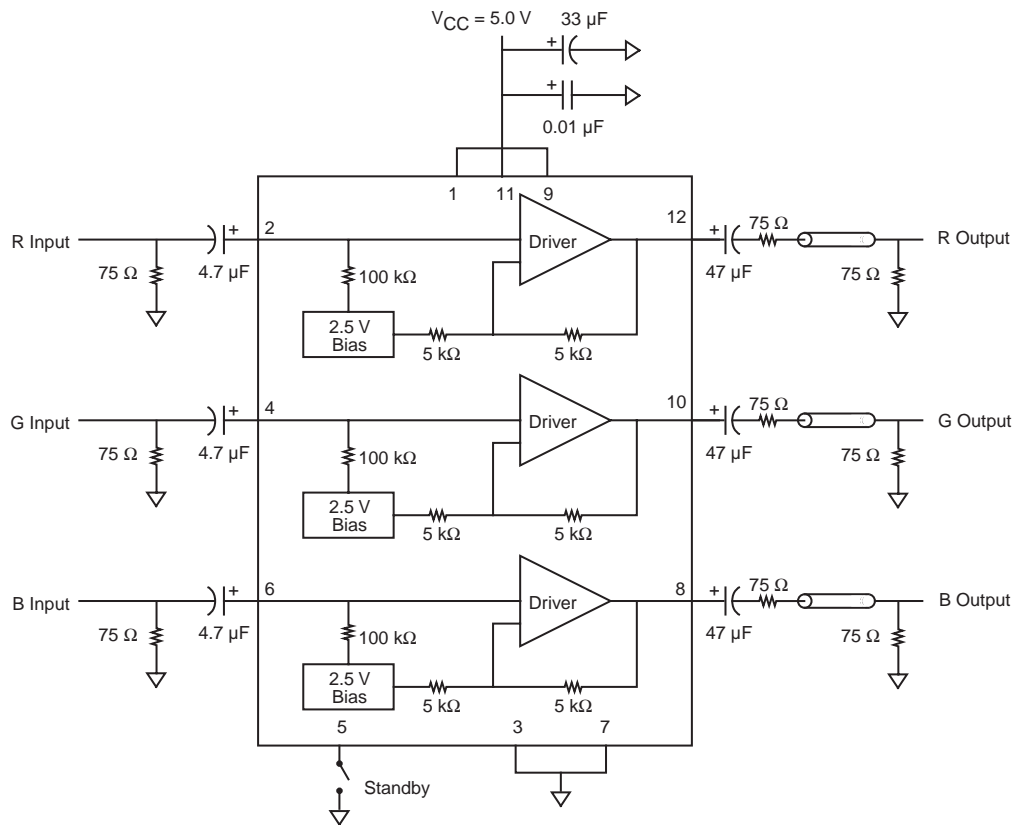 VCC = 5.0 V
33 µF
+
+
0.01 µF
1
11
9
R Input
75 Ω
4.7 µF
+
2
100 kΩ
2.5 V
Bias
5 kΩ
5 kΩ
Driver
12
+
47 µF
75 Ω
75 Ω
R Output
G Input
75 Ω
4.7 µF
+
4
100 kΩ
2.5 V
Bias
5 kΩ
5 kΩ
Driver
10
+
47 µF
75 Ω
75 Ω
G Output
B Input
75 Ω
4.7 µF
+
6
100 kΩ
2.5 V
Bias
5 kΩ
5 kΩ
Driver
8
+
47 µF
75 Ω
75 Ω
B Output
5
3
7
Standby